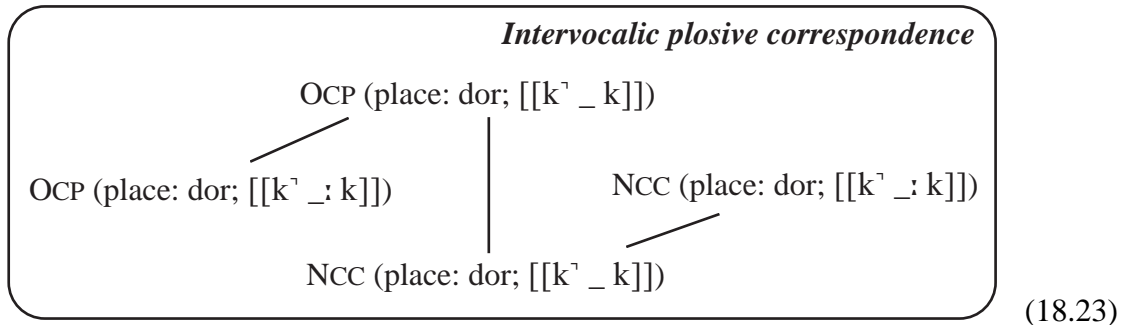 Intervocalic plosive correspondence
OCP (place: dor; [[k̚ _ k]])
OCP (place: dor; [[k̚ _ː k]]) NCC (place: dor; [[k̚ _ː k]])
NCC (place: dor; [[k̚ _ k]])
(18.23)